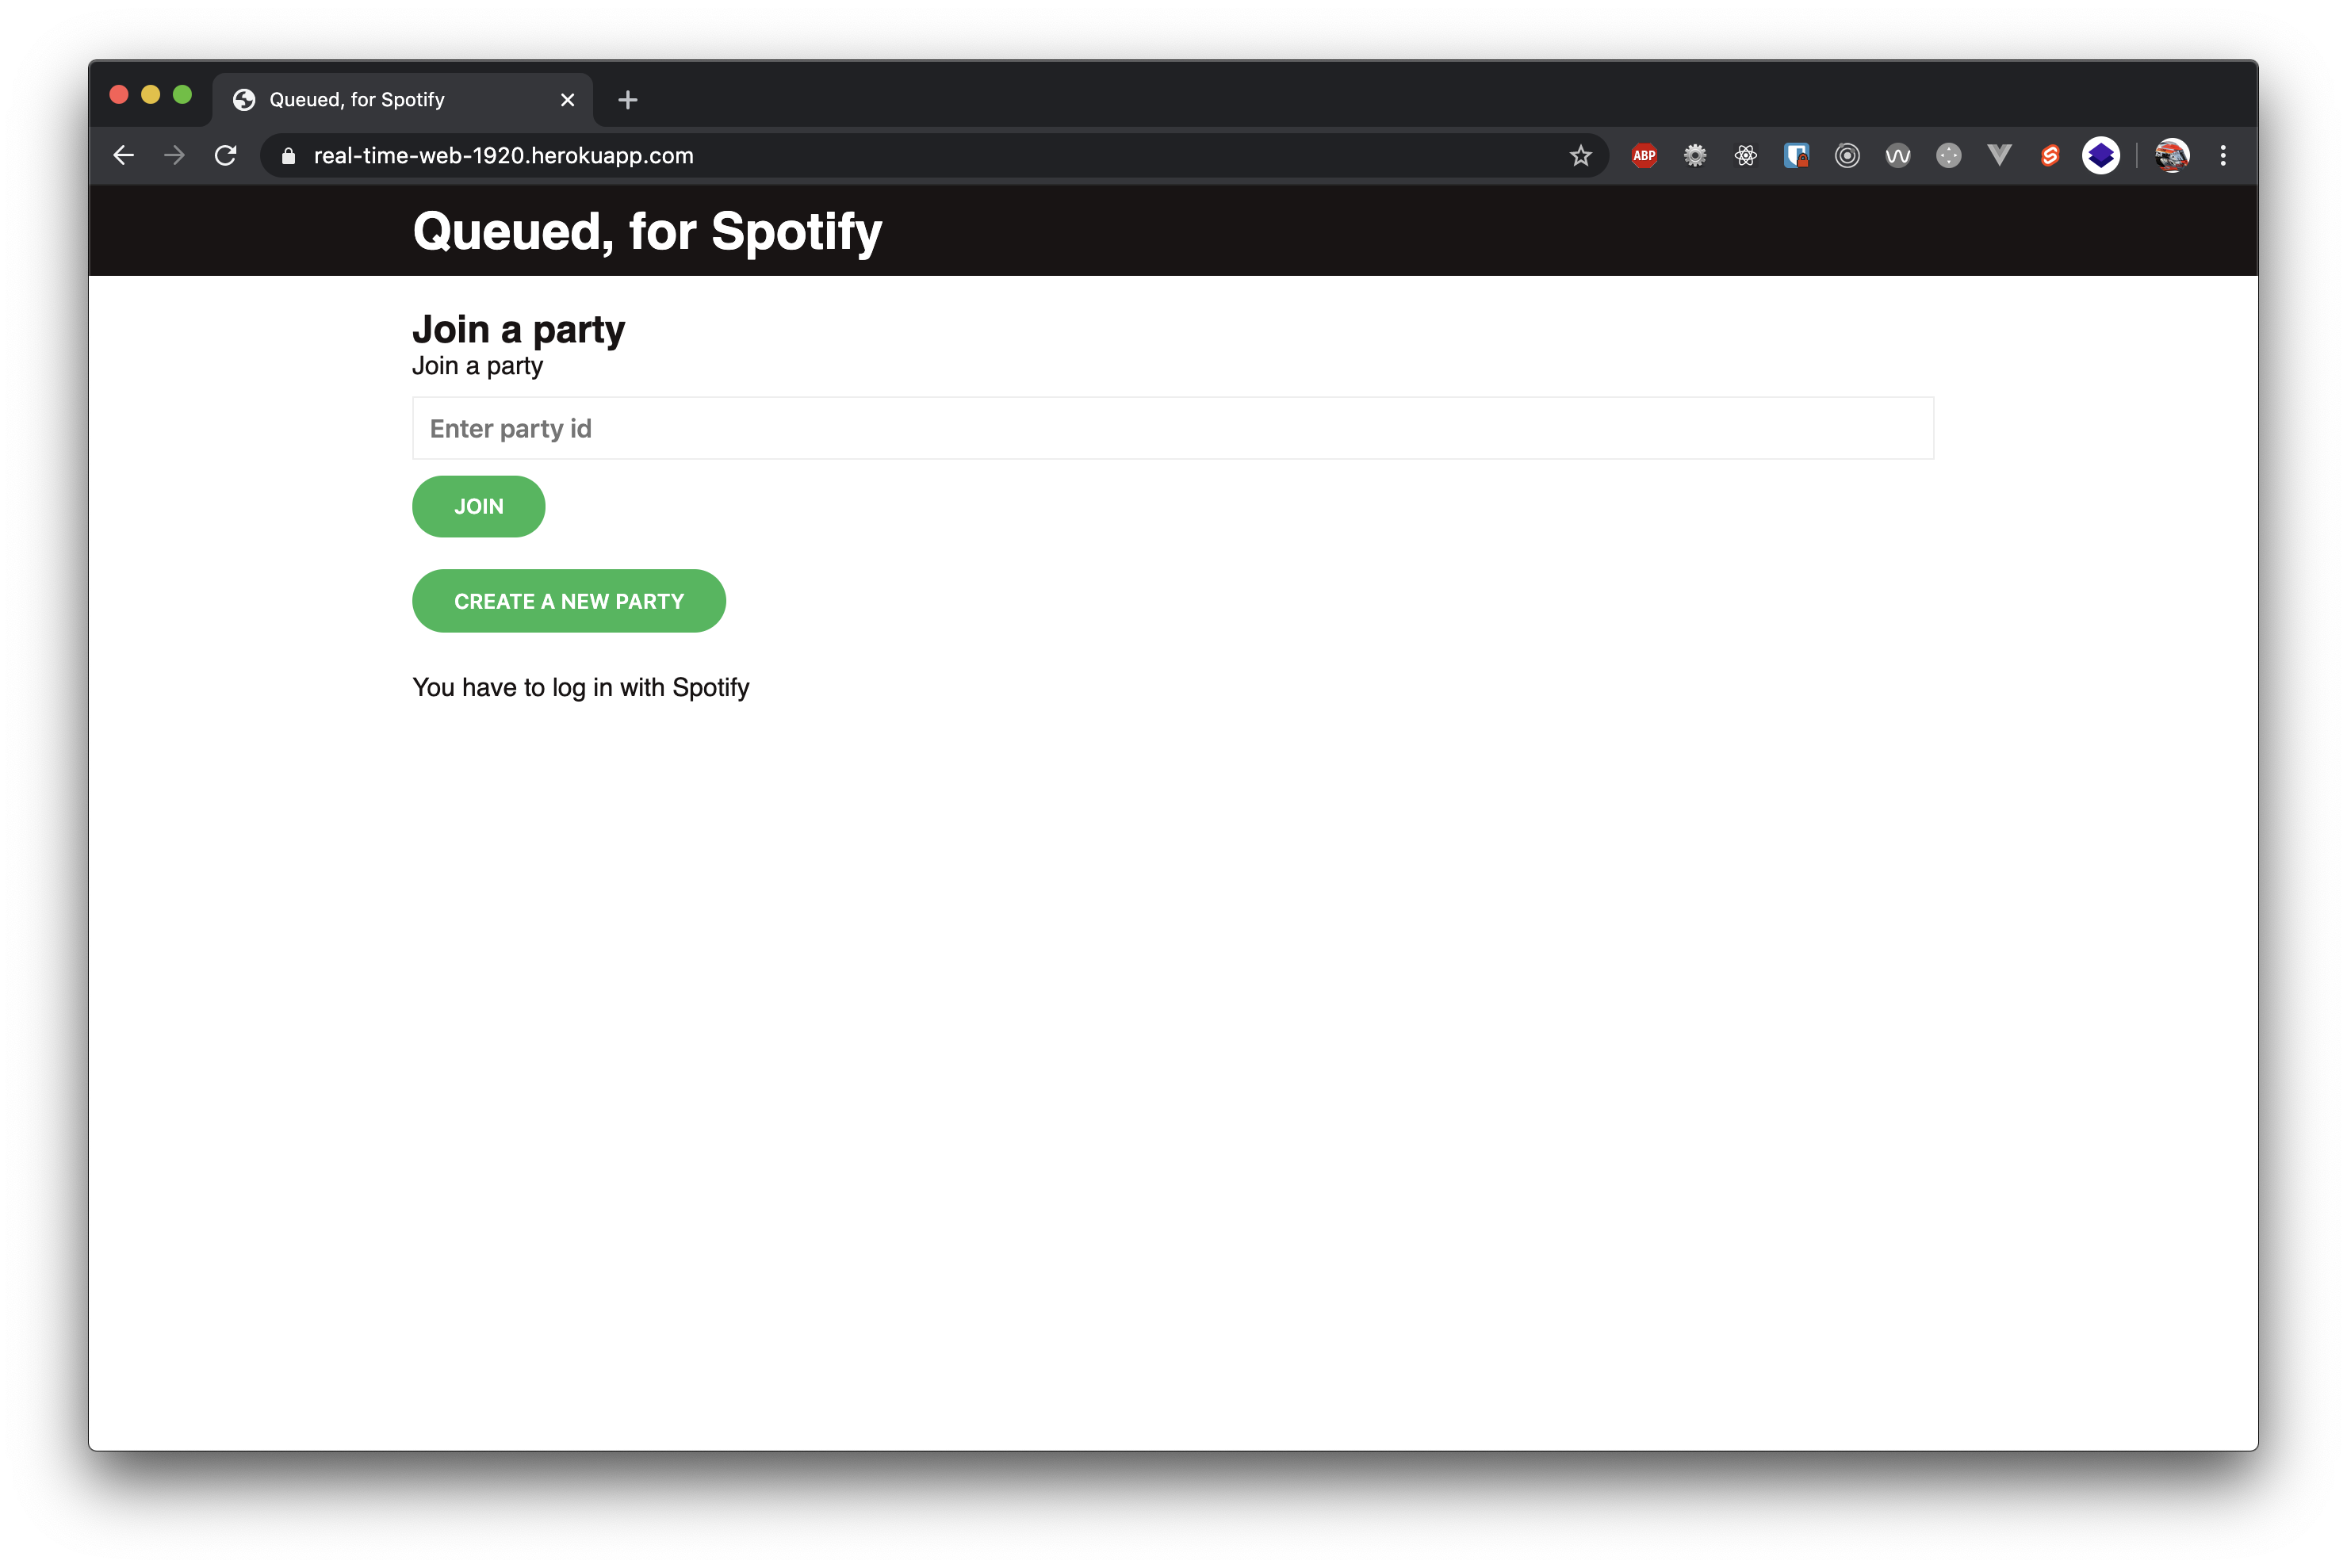 Queued, for Spotify
real-time-web-1920.herokuapp.com
ABP
Queued, for Spotify
Join a party
Join a party
Enter party id
JOIN
CREATE A NEW PARTY
You have to log in with Spotify